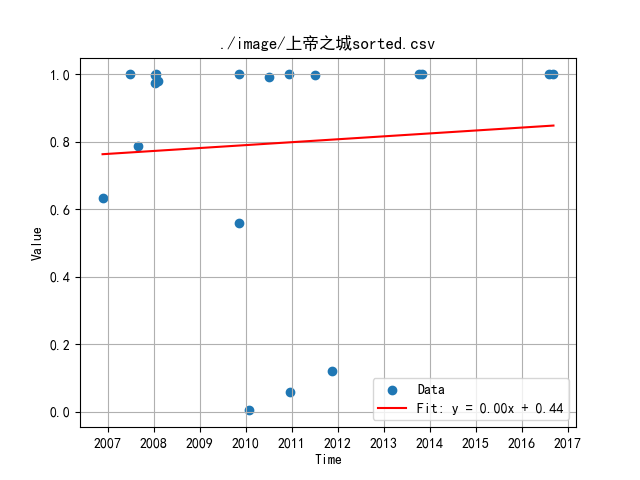 ./image/上帝之城sorted.csv
1.0
0.8
0.6
0.4
0.2
0.0
Value
2007 2008 2009 2010 2011 2012 2013 2014 2015 2016 2017
Time
Data
Fit: y = 0.00x + 0.44